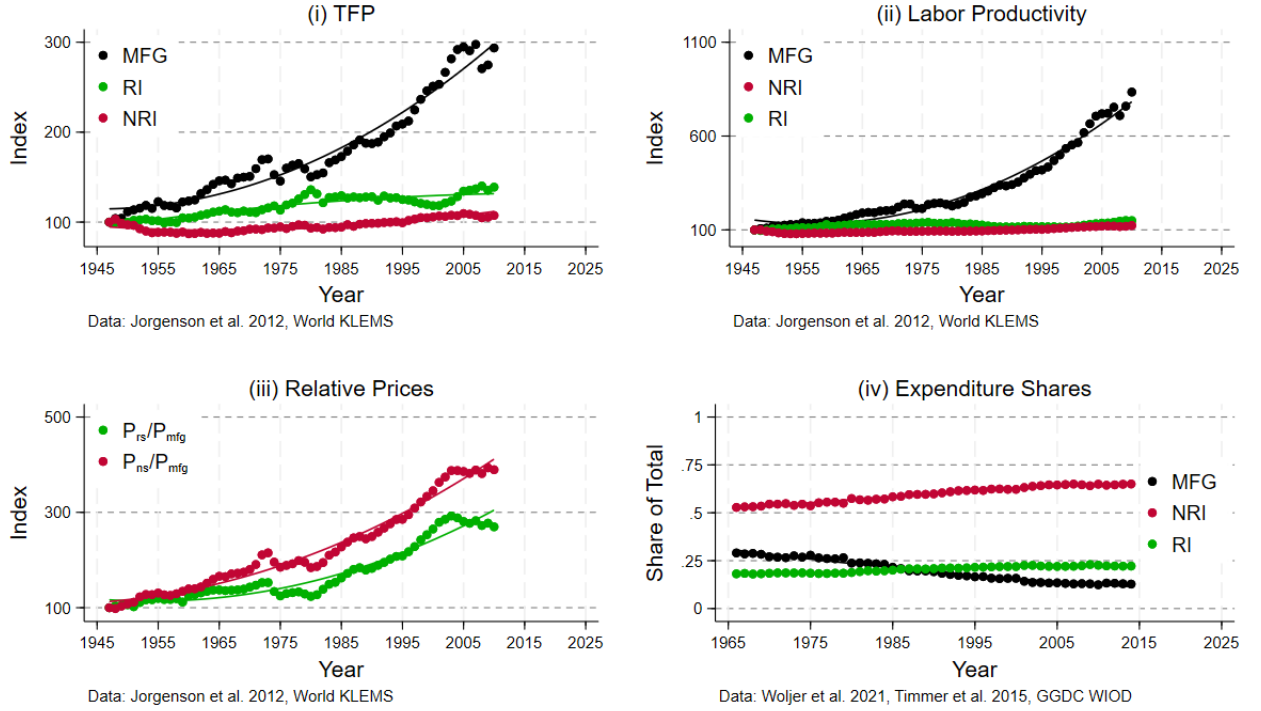 (i) TFP
300
200
100
Index
MFG
RI
NRI
1945 1955 1965 1975 1985 1995 2005 2015 2025
Year
Data: Jorgenson et al. 2012, World KLEMS
(ii) Labor Productivity
1100
600
100
Index
MFG
NRI
RI
1945 1955 1965 1975 1985 1995 2005 2015 2025
Year
Data: Jorgenson et al. 2012, World KLEMS
(iii) Relative Prices
500
300
100
Index
Prs/Pmfg
Pns/Pmfg
1945 1955 1965 1975 1985 1995 2005 2015 2025
Year
Data: Jorgenson et al. 2012, World KLEMS
(iv) Expenditure Shares
1
.75
.5
.25
0
Share of Total
MFG
NRI
RI
1965 1975 1985 1995 2005 2015 2025
Year
Data: Woljer et al. 2021, Timmer et al. 2015, GGDC WIOD